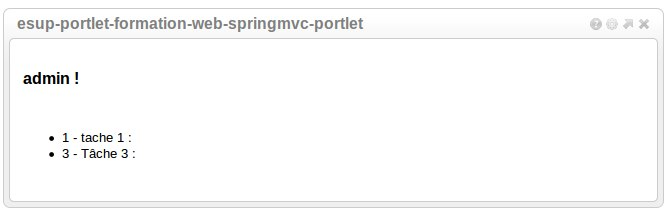 esup-portlet-formation-web-springmvc-portlet
admin !
1 - tache 1 :
3 - Tâche 3 :